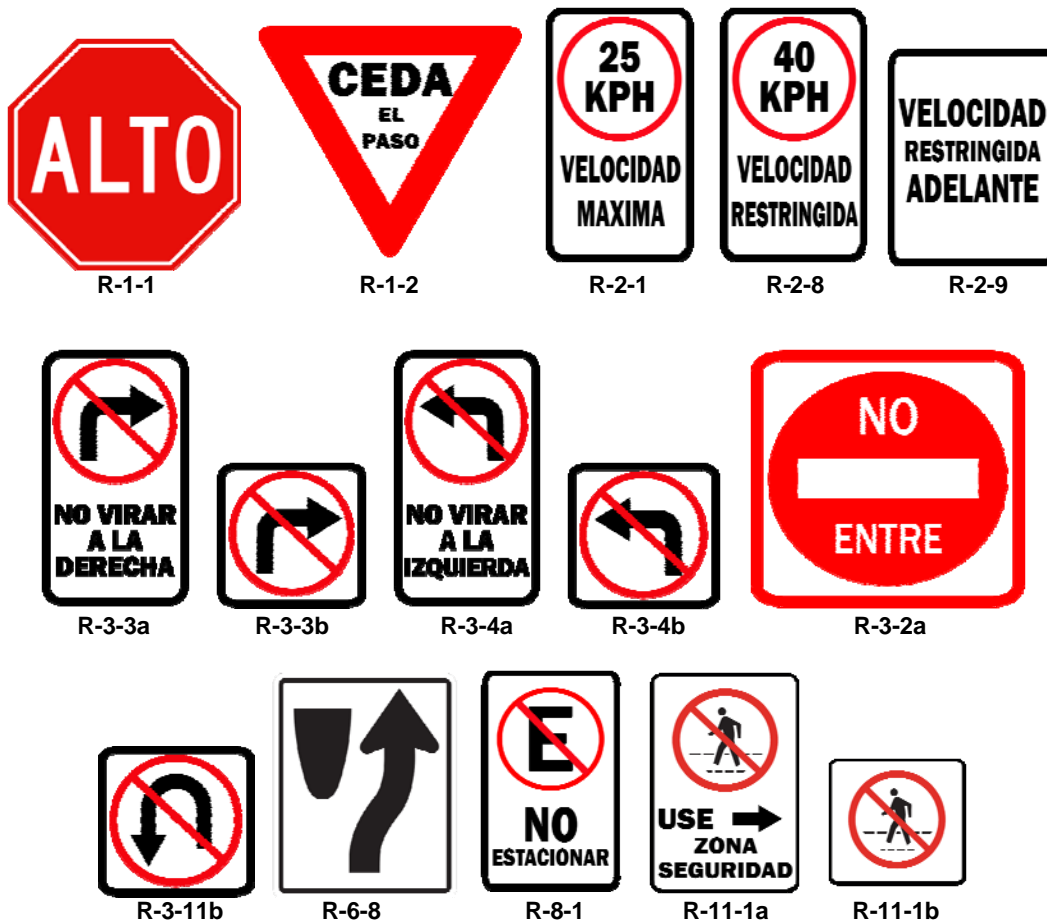 ALTO
R-1-1
CEDA
EL
PASO
R-1-2
25
KPH
VELOCIDAD
MAXIMA
R-2-1
40
KPH
VELOCIDAD
RESTRINGIDA
R-2-8
VELOCIDAD
RESTRINGIDA
ADELANTE
R-2-9
NO VIRAR
A LA
DERECHA
R-3-3a
R-3-3b
NO VIRAR
A LA
IZQUIERDA
R-3-4a
R-3-4b
NO
ENTRE
R-3-2a
R-3-11b
R-6-8
E
NO
ESTACIONAR
R-8-1
USE
ZONA
SEGURIDAD
R-11-1a
R-11-1b